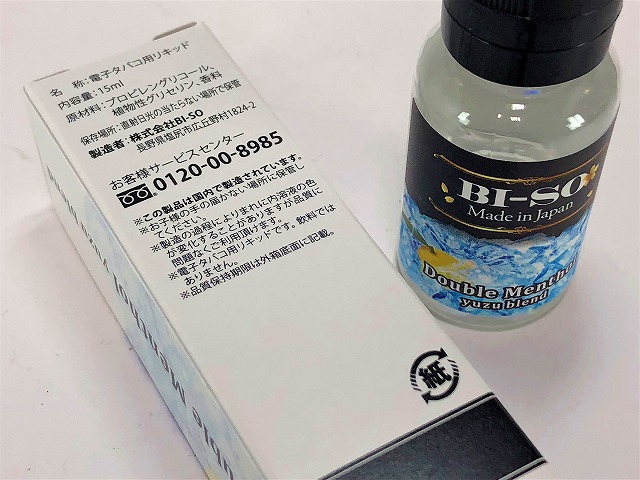 名　称：電子タバコ用リキッド
内容量：15ml
原材料：プロピレングリコール、
植物性グリセリン、香料
保存場所：直射日光の当たらない場所で保管
製造者：株式会社BI-SO
長野県塩尻市広丘野村1824-2
お客様サービスセンター
0120-00-8985
※この製品は国内で製造されています。
※お子様の手の届かない場所に保管し
てください。
※製造の過程によりまれに内溶液の色
が変化することがありますが品質に
問題なくご利用頂けます。
※電子タバコ用リキッドです。飲料では
ありません。
※品質保持期限は外箱底面に記載。
紙
BI-SO
Made in Japan
Double Menthol
yuzu blend